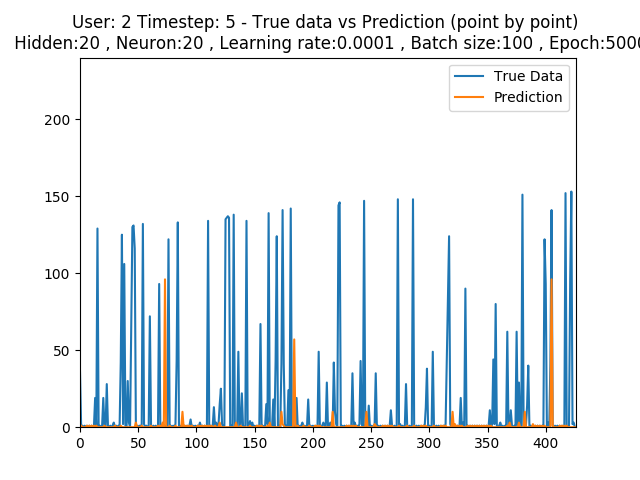 User: 2 Timestep: 5 - True data vs Prediction (point by point)
Hidden:20 , Neuron:20 , Learning rate:0.0001 , Batch size:100 , Epoch:5000
True Data
Prediction
200
150
100
50
0
0 50 100 150 200 250 300 350 400